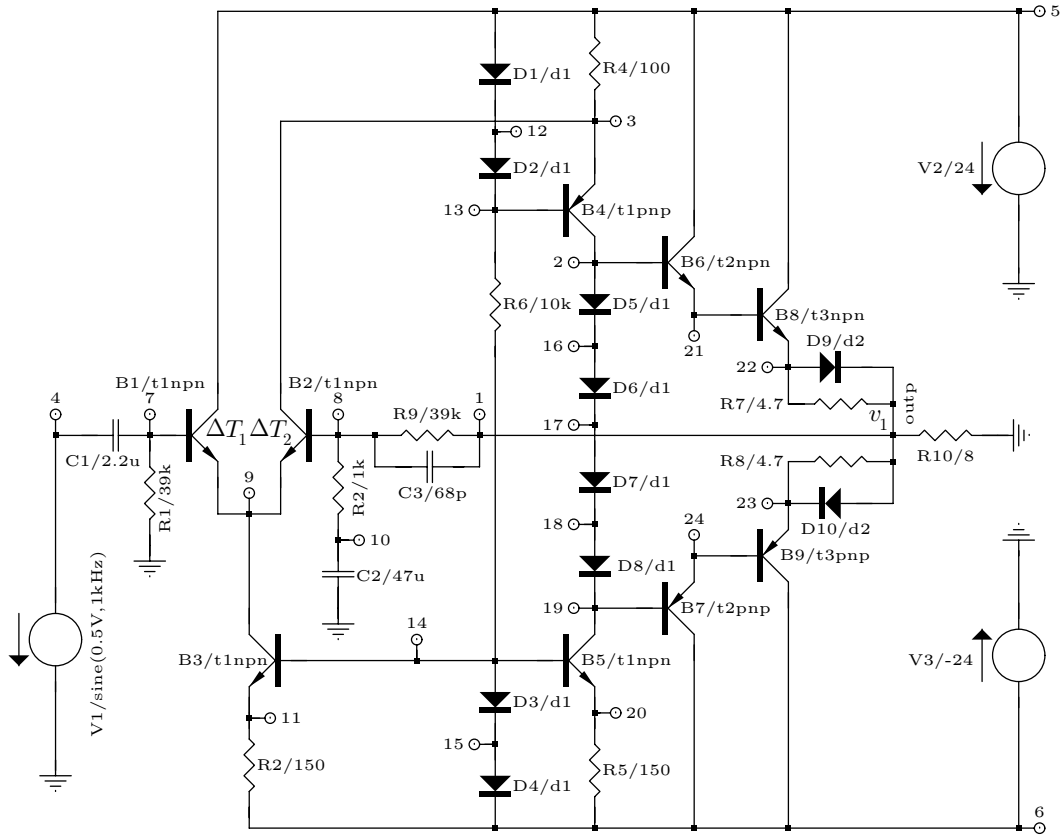 5
D1/d1
R4/100
3
12
D2/d1
V2/24
13
B4/t1pnp
2
B6/t2npn
R6/10k
D5/d1
B8/t3npn
16
21
D9/d2
22
B1/t1npn
B2/t1npn
D6/d1
4
7
8
R9/39k
1
R7/4.7
outp
ΔT1
ΔT2
17
v1
C1/2.2u
R1/39k
R2/1k
C3/68p
R8/4.7
R10/8
9
D7/d1
23
18
24
D10/d2
10
B9/t3pnp
C2/47u
D8/d1
19
B7/t2pnp
V1/sine(0.5V,1kHz)
14
B3/t1npn
B5/t1npn
V3/-24
D3/d1
11
20
15
R2/150
D4/d1
R5/150
6